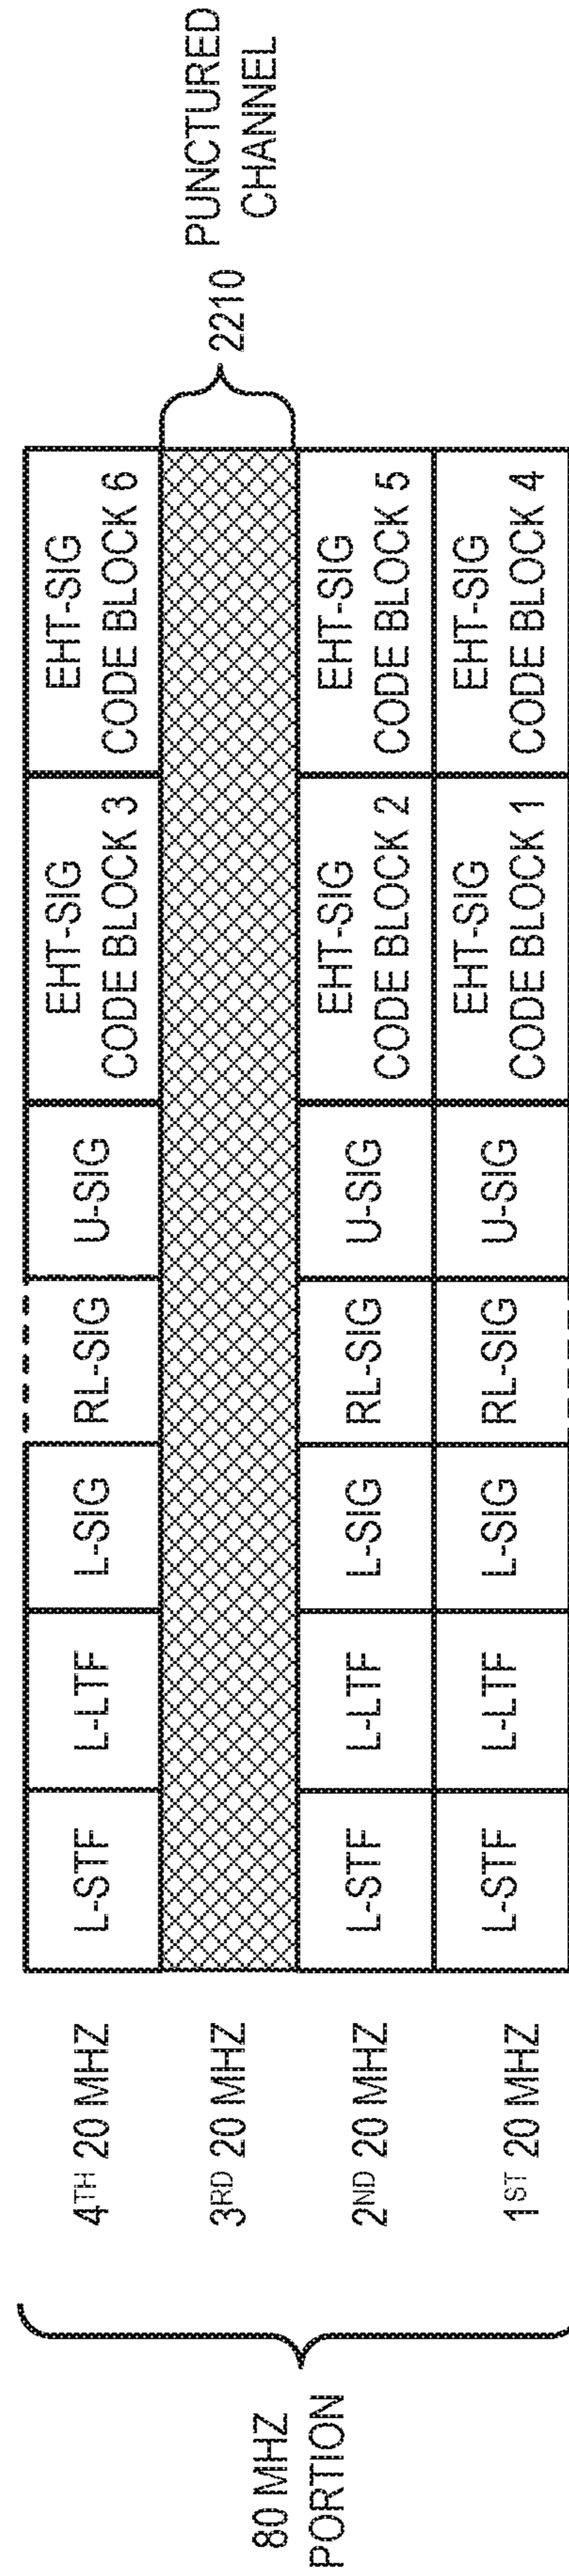 80 MHZ
PORTION
4TH 20 MHZ
L-STF
L-LTF
L-SIG
RL-SIG
U-SIG
EHT-SIG
CODE BLOCK 3
EHT-SIG
CODE BLOCK 6
3RD 20 MHZ
2210
PUNCTURED
CHANNEL
2ND 20 MHZ
L-STF
L-LTF
L-SIG
RL-SIG
U-SIG
EHT-SIG
CODE BLOCK 2
EHT-SIG
CODE BLOCK 5
1ST 20 MHZ
L-STF
L-LTF
L-SIG
RL-SIG
U-SIG
EHT-SIG
CODE BLOCK 1
EHT-SIG
CODE BLOCK 4